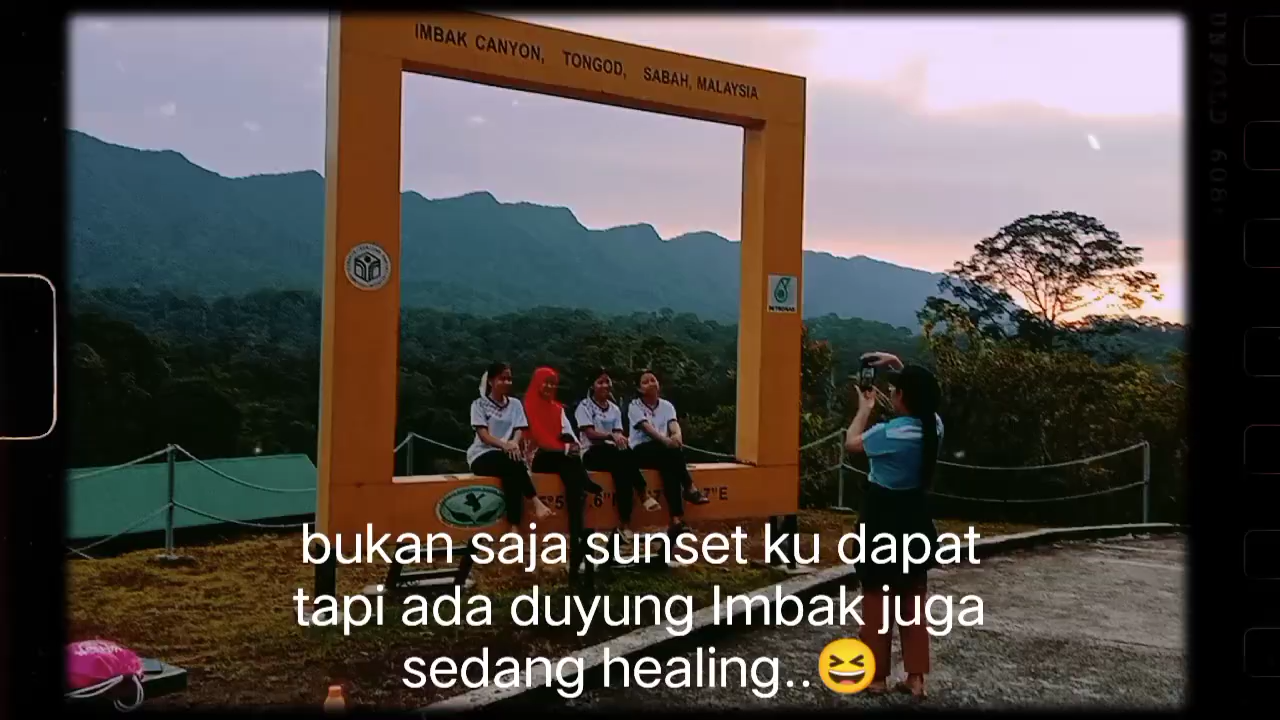 IMBAK CANYON, TONGOD, SABAH, MALAYSIA
PETRONAS
bukan saja sunset ku dapat
tapi ada duyung Imbak juga
sedang healing..😆